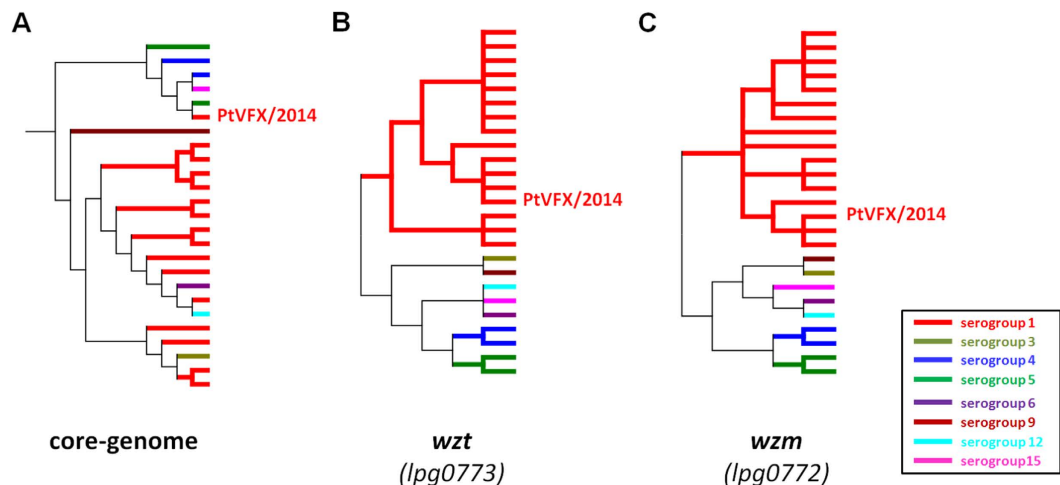 A
B
C
PtVFX/2014
PtVFX/2014
PtVFX/2014
core-genome
wzt
(lpg0773)
wzm
(lpg0772)
serogroup 1
serogroup 3
serogroup 4
serogroup 5
serogroup 6
serogroup 9
serogroup 12
serogroup15